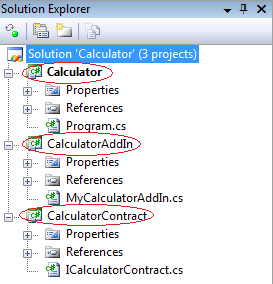 Solution Explorer
Solution 'Calculator' (3 projects)
Calculator
Properties
References
Program.cs
CalculatorAddIn
Properties
References
MyCalculatorAddIn.cs
CalculatorContract
Properties
References
ICalculatorContract.cs